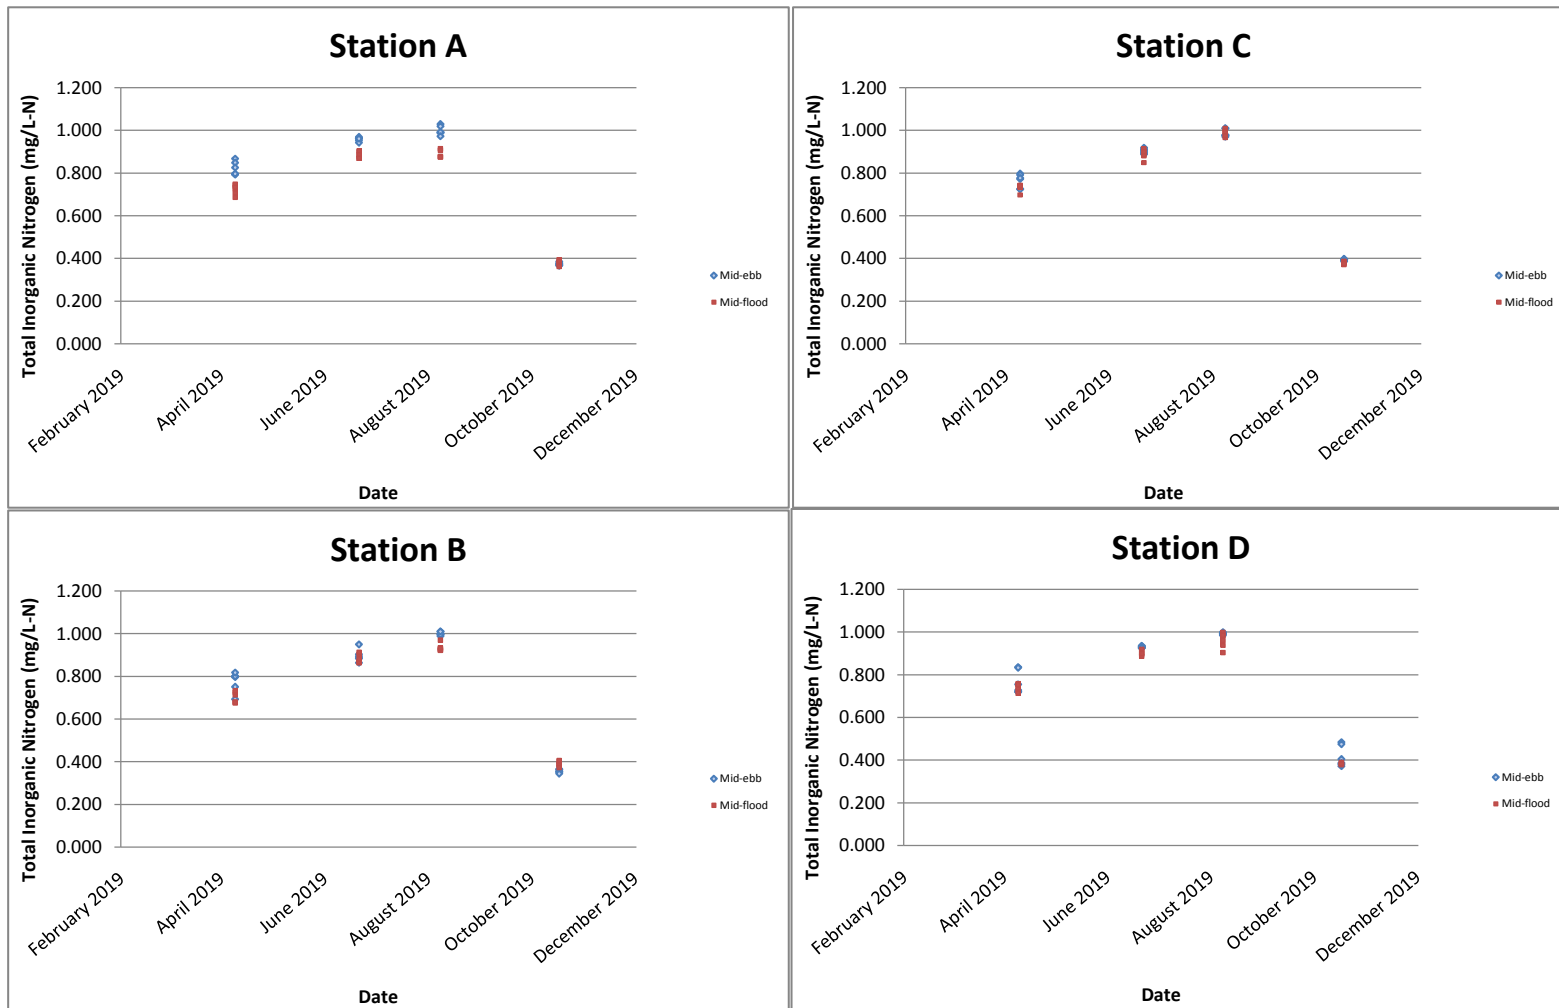 Station A
Total Inorganic Nitrogen (mg/L-N)
1.200
1.000
0.800
0.600
0.400
0.200
0.000
February 2019
April 2019
June 2019
August 2019
October 2019
December 2019
Date
Mid-ebb
Mid-flood
Station C
Total Inorganic Nitrogen (mg/L-N)
1.200
1.000
0.800
0.600
0.400
0.200
0.000
February 2019
April 2019
June 2019
August 2019
October 2019
December 2019
Date
Mid-ebb
Mid-flood
Station B
Total Inorganic Nitrogen (mg/L-N)
1.200
1.000
0.800
0.600
0.400
0.200
0.000
February 2019
April 2019
June 2019
August 2019
October 2019
December 2019
Date
Mid-ebb
Mid-flood
Station D
Total Inorganic Nitrogen (mg/L-N)
1.200
1.000
0.800
0.600
0.400
0.200
0.000
February 2019
April 2019
June 2019
August 2019
October 2019
December 2019
Date
Mid-ebb
Mid-flood